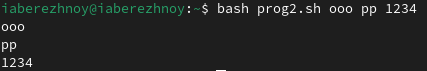 iaberezhnoy@iaberezhnoy:~$ bash prog2.sh ooo pp 1234
ooo
pp
1234